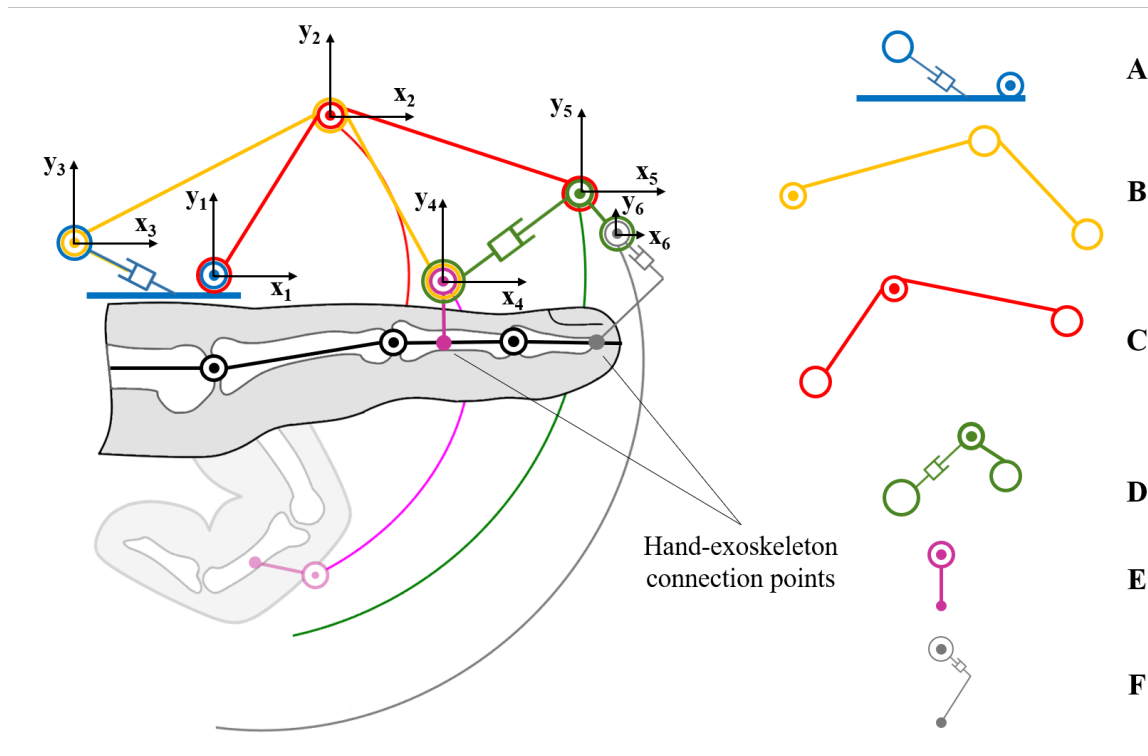 y₂
x₂
y₃
x₃
y₁
x₁
y₄
x₄
y₅
x₅
y₆
x₆
Hand-exoskeleton
connection points
A
B
C
D
E
F